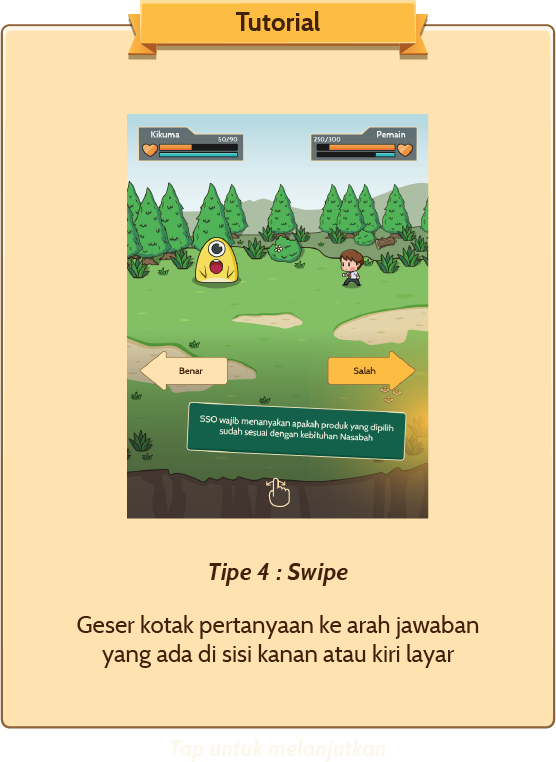 Tutorial
Kikuma
50/90
250/300
Pemain
Benar
Salah
SSO wajib menanyakan apakah produk yang dipilih
sudah sesuai dengan kebituhan Nasabah
Tipe 4 : Swipe
Geser kotak pertanyaan ke arah jawaban
yang ada di sisi kanan atau kiri layar
Tap untuk melanjutkan